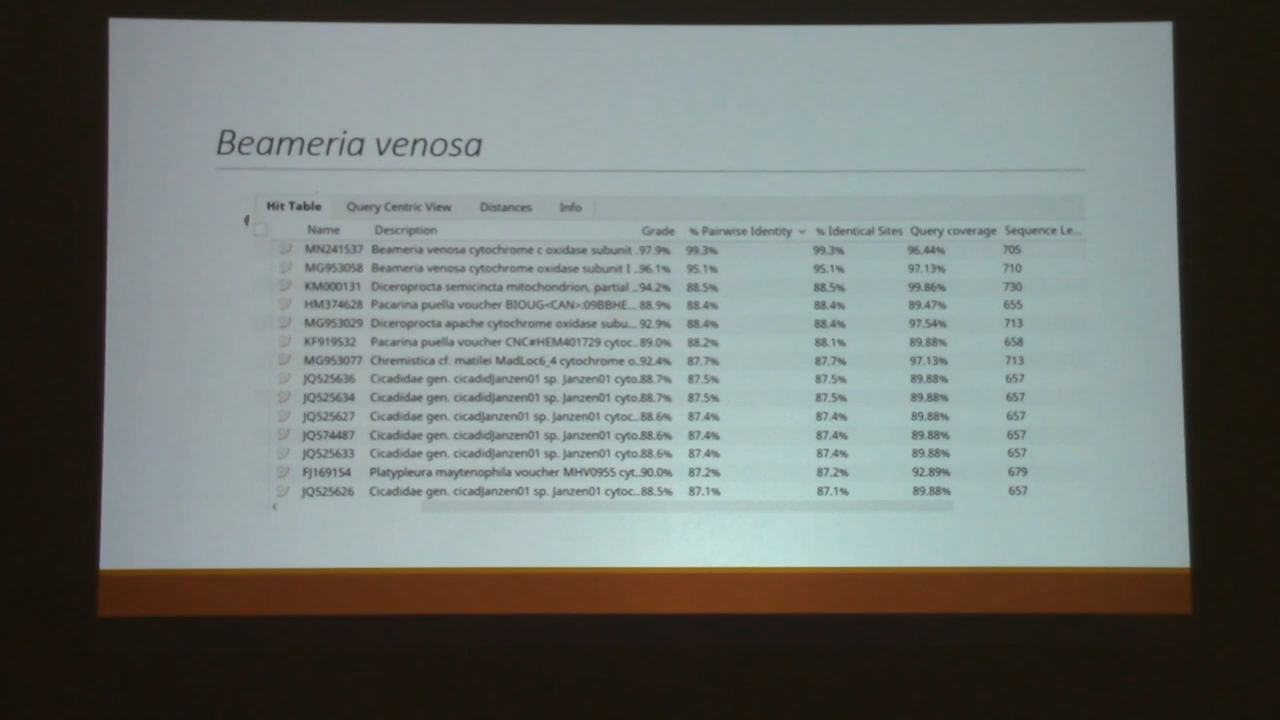 Beameria venosa
Hit Table Query Centric View Distances Info
Name Description Grade % Pairwise Identity % Identical Sites Query coverage Sequence Le...
MN241537 Beameria venosa cytochrome c oxidase subunit ..97.9% 99.3% 99.3% 96.44% 705
MG953058 Beameria venosa cytochrome oxidase subunit I ..96.1% 95.1% 95.1% 97.13% 710
KM000131 Diceroprocta semicincta mitochondrion, partial ..94.2% 88.5% 88.5% 99.86% 730
HM374628 Pacarina puella voucher BIOUG<CAN>:09BBHE... 88.9% 88.4% 88.4% 89.47% 655
MG953029 Diceroprocta apache cytochrome oxidase subu... 92.9% 88.4% 88.4% 97.54% 713
KF919532 Pacarina puella voucher CNC#HEM401729 cytoc.. 89.0% 88.2% 88.1% 89.88% 658
MG953077 Chremistica cf. matilei MadLoc6_4 cytochrome o..92.4% 87.7% 87.7% 97.13% 713
JQ525636 Cicadidae gen. cicadidJanzen01 sp. Janzen01 cyto.88.7% 87.5% 87.5% 89.88% 657
JQ525634 Cicadidae gen. cicadidJanzen01 sp. Janzen01 cyto.88.7% 87.5% 87.5% 89.88% 657
JQ525627 Cicadidae gen. cicadJanzen01 sp. Janzen01 cytoc..88.6% 87.4% 87.4% 89.88% 657
JQ574487 Cicadidae gen. cicadidJanzen01 sp. Janzen01 cyto.88.6% 87.4% 87.4% 89.88% 657
JQ525633 Cicadidae gen. cicadidJanzen01 sp. Janzen01 cyto.88.6% 87.4% 87.4% 89.88% 657
FJ169154 Platypleura maytenophila voucher MHV0955 cyt..90.0% 87.2% 87.2% 92.89% 679
JQ525626 Cicadidae gen. cicadJanzen01 sp. Janzen01 cytoc..88.5% 87.1% 87.1% 89.88% 657